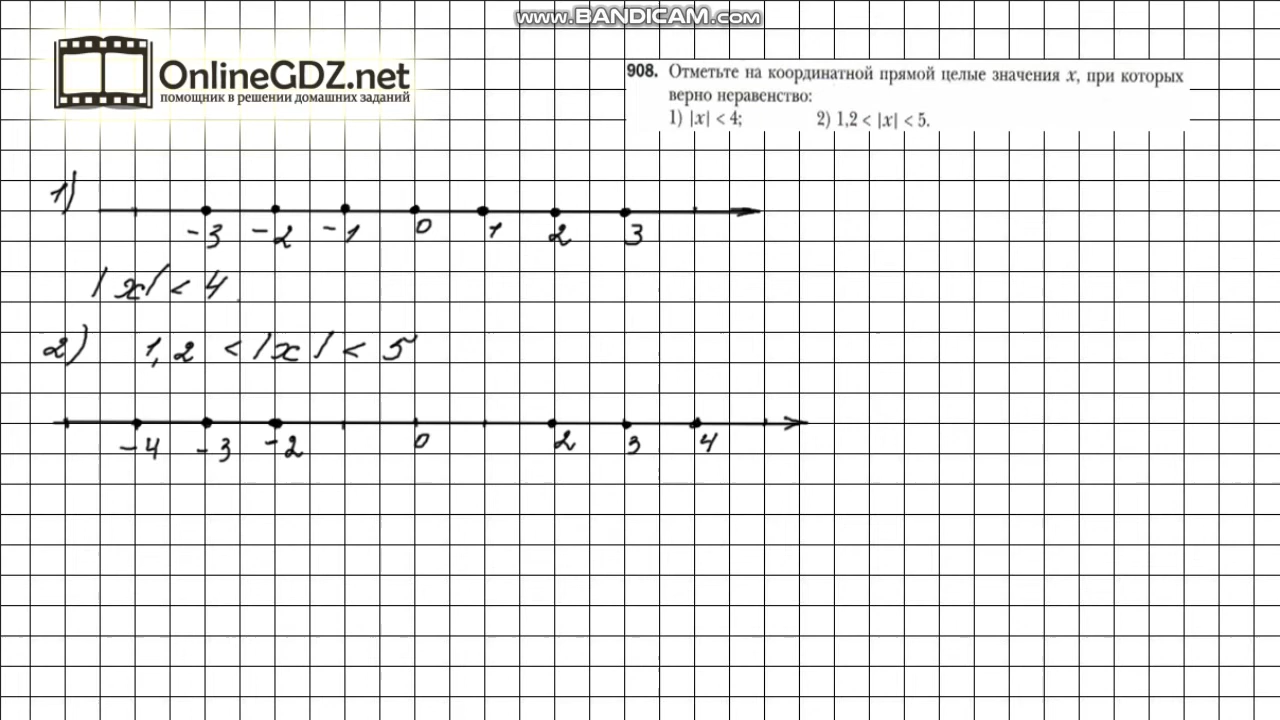 www.BANDICAM.com
OnlineGDZ.net
помощник в решении домашних заданий
908. Отметьте на координатной прямой целые значения x, при которых
верно неравенство:
1) |x| < 4; 2) 1,2 < |x| < 5.
1)
-3 -2 -1 0 1 2 3
|x| < 4
2) 1,2 < |x| < 5
-4 -3 -2 0 2 3 4